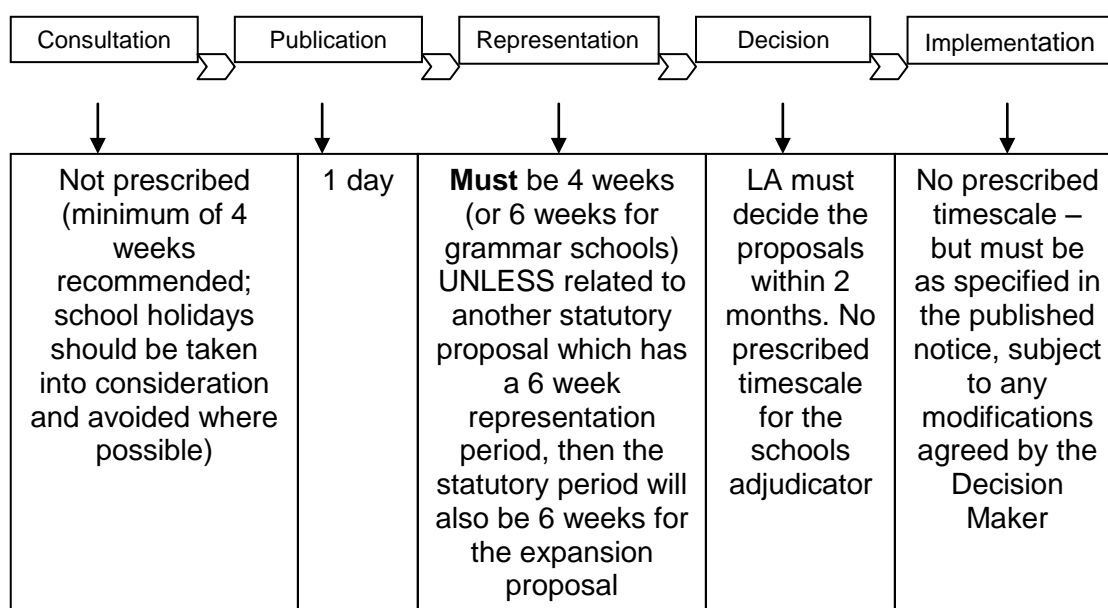 Consultation
Publication
Representation
Decision
Implementation
Not prescribed
(minimum of 4
weeks
recommended;
school holidays
should be taken
into consideration
and avoided where
possible)
1 day
Must be 4 weeks
(or 6 weeks for
grammar schools)
UNLESS related to
another statutory
proposal which has
a 6 week
representation
period, then the
statutory period will
also be 6 weeks for
the expansion
proposal
LA must
decide the
proposals
within 2
months. No
prescribed
timescale
for the
schools
adjudicator
No prescribed
timescale –
but must be
as specified in
the published
notice, subject
to any
modifications
agreed by the
Decision
Maker